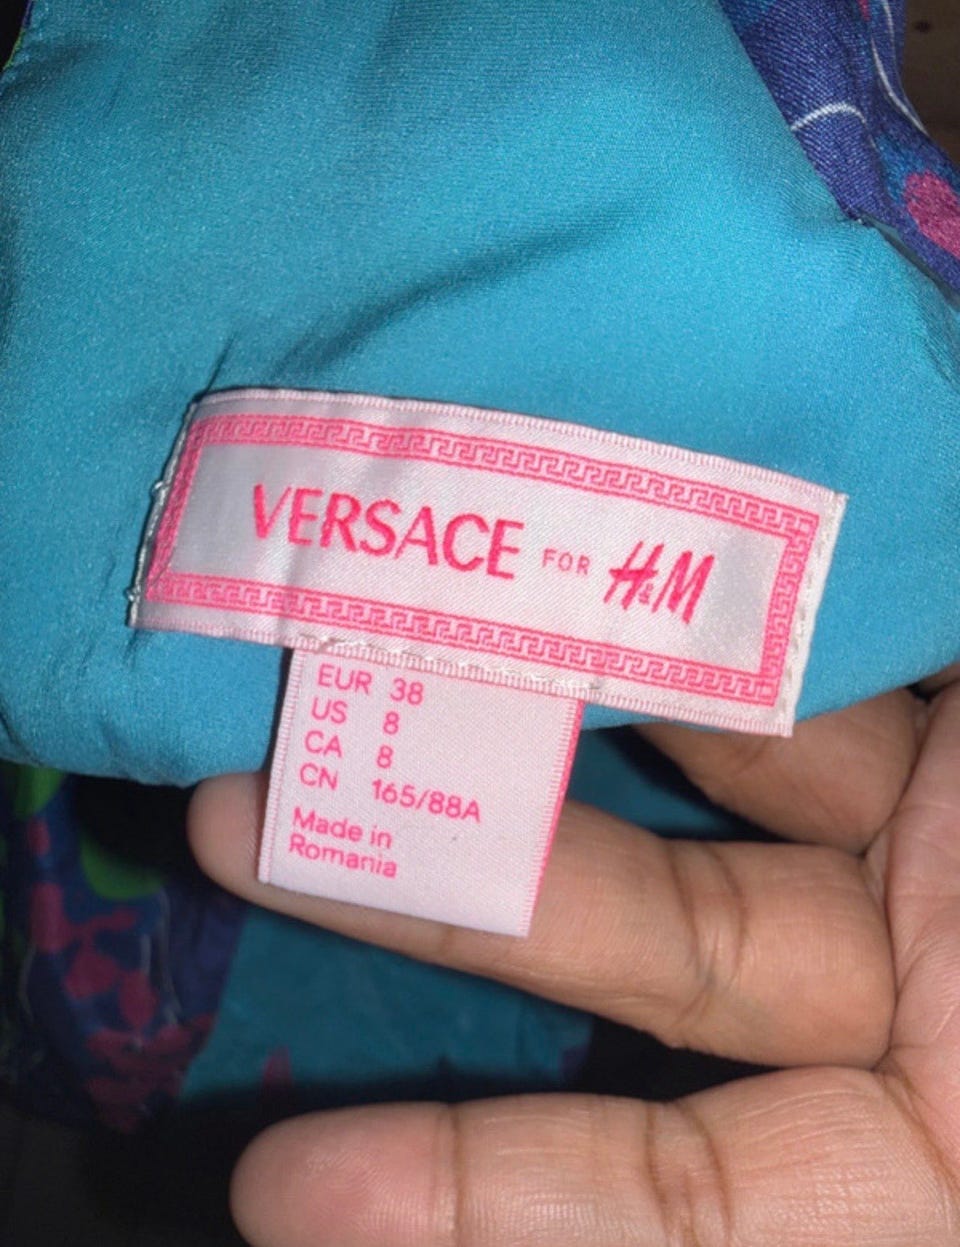 VERSACE FOR H&M
EUR 38
US 8
CA 8
CN 165/88A
Made in
Romania